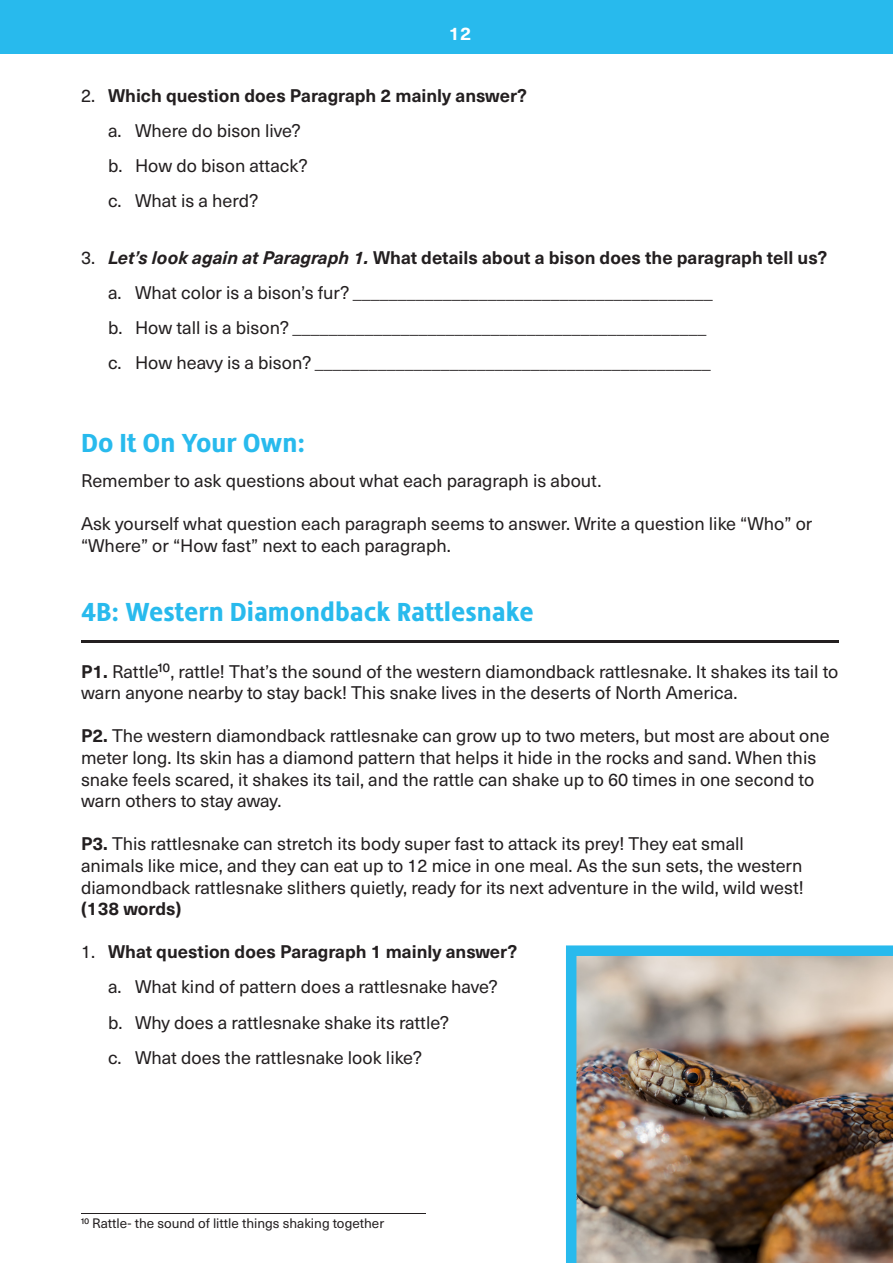 12
2. Which question does Paragraph 2 mainly answer?
a. Where do bison live?
b. How do bison attack?
c. What is a herd?
3. Let’s look again at Paragraph 1. What details about a bison does the paragraph tell us?
a. What color is a bison’s fur? ________________________________________
b. How tall is a bison? ______________________________________________
c. How heavy is a bison? ____________________________________________
Do It On Your Own:
Remember to ask questions about what each paragraph is about.
Ask yourself what question each paragraph seems to answer. Write a question like “Who” or
“Where” or “How fast” next to each paragraph.
4B: Western Diamondback Rattlesnake
P1. Rattle¹⁰, rattle! That’s the sound of the western diamondback rattlesnake. It shakes its tail to
warn anyone nearby to stay back! This snake lives in the deserts of North America.
P2. The western diamondback rattlesnake can grow up to two meters, but most are about one
meter long. Its skin has a diamond pattern that helps it hide in the rocks and sand. When this
snake feels scared, it shakes its tail, and the rattle can shake up to 60 times in one second to
warn others to stay away.
P3. This rattlesnake can stretch its body super fast to attack its prey! They eat small
animals like mice, and they can eat up to 12 mice in one meal. As the sun sets, the western
diamondback rattlesnake slithers quietly, ready for its next adventure in the wild, wild west!
(138 words)
1. What question does Paragraph 1 mainly answer?
a. What kind of pattern does a rattlesnake have?
b. Why does a rattlesnake shake its rattle?
c. What does the rattlesnake look like?
¹⁰ Rattle- the sound of little things shaking together